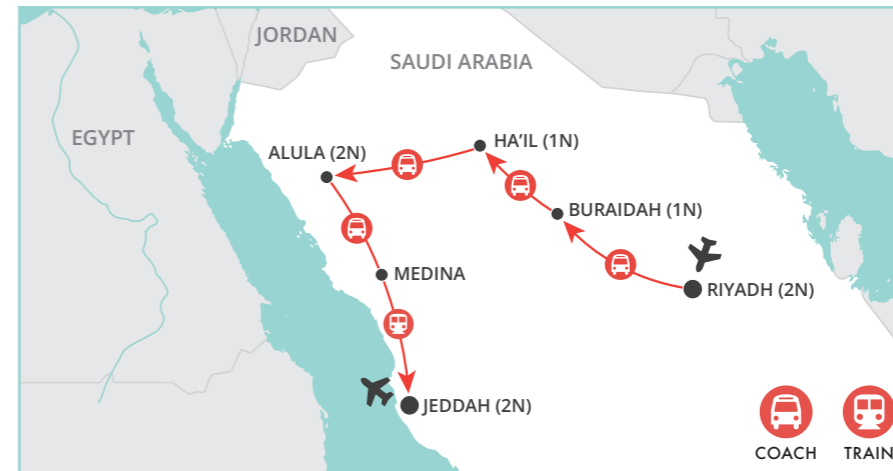 JORDAN
SAUDI ARABIA
EGYPT
HA'IL (1N)
ALULA (2N)
BURAIDAH (1N)
MEDINA
RIYADH (2N)
JEDDAH (2N)
COACH
TRAIN